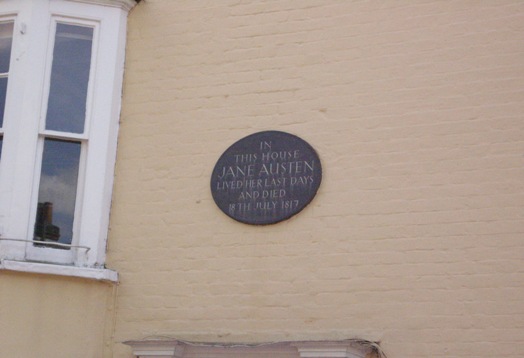 IN
THIS HOUSE
JANE AUSTEN
LIVED HER LAST DAYS
AND DIED
18TH JULY 1817